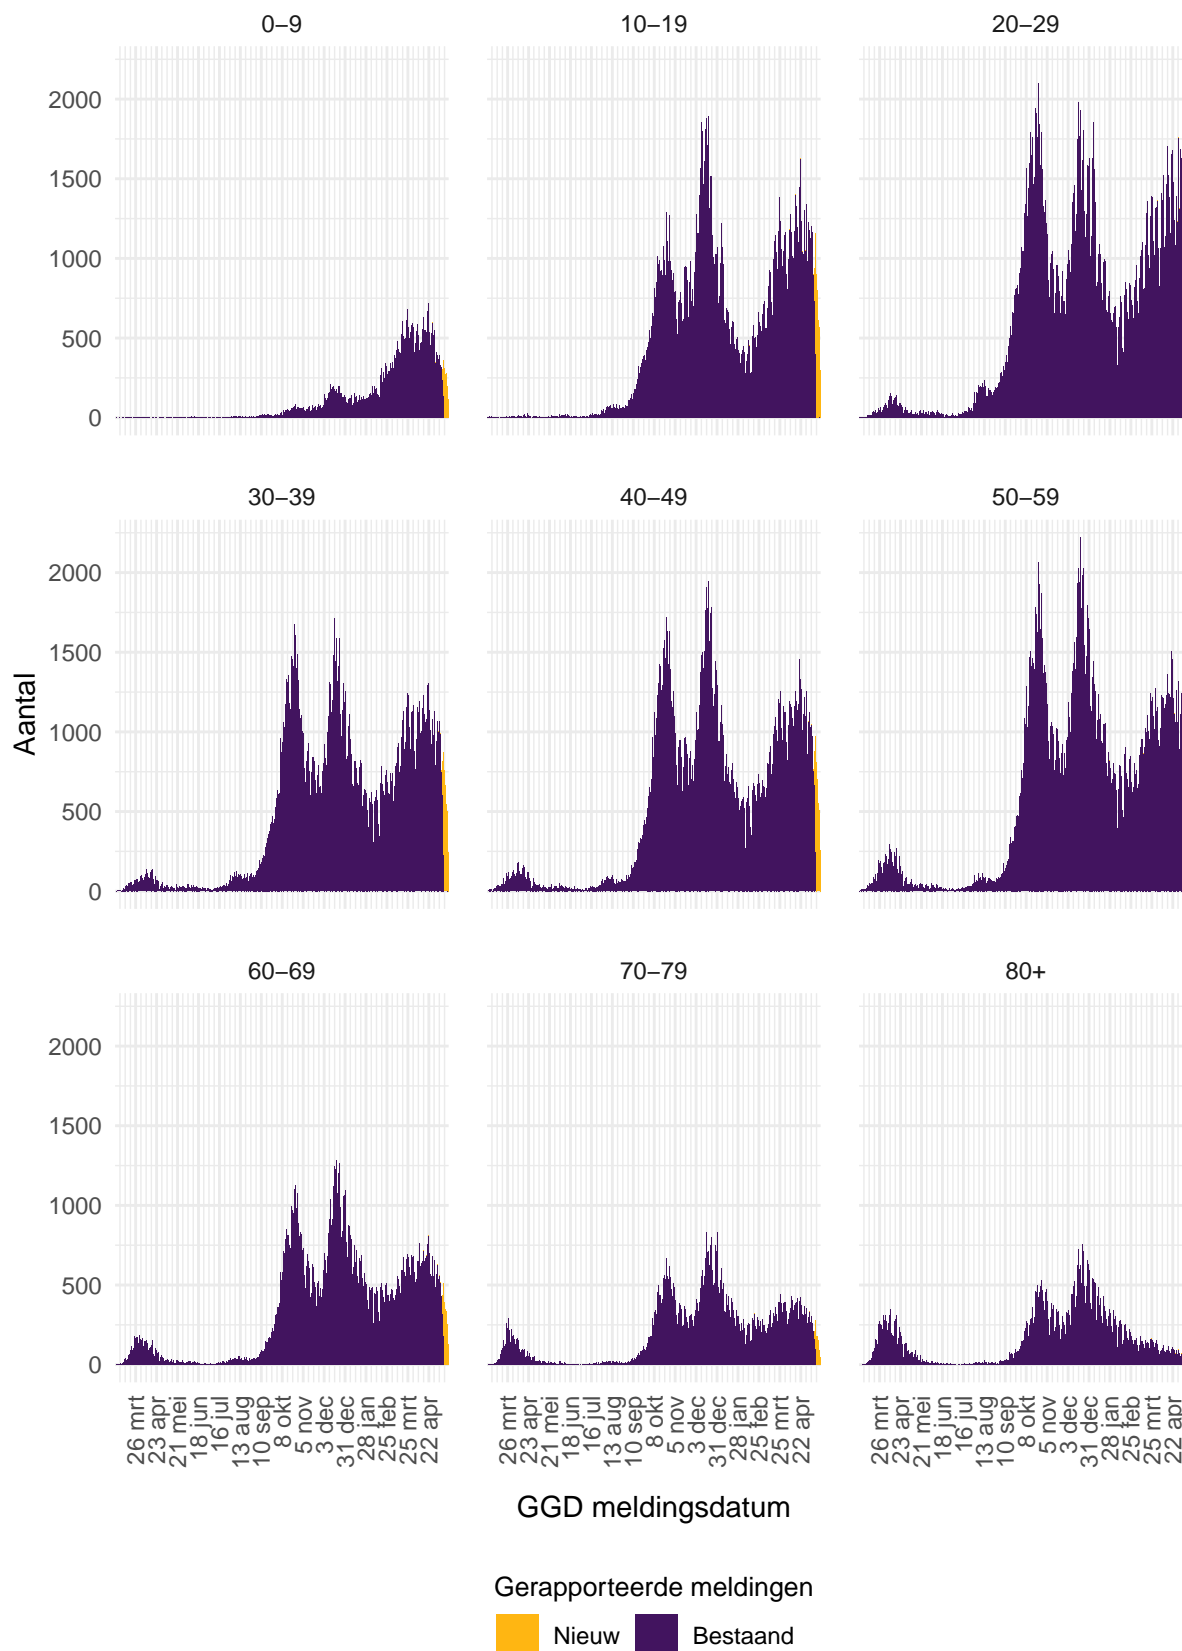 0–9 10–19 20–29
2000
1500
1000
500
0
30–39 40–49 50–59
2000
1500
1000
500
0
Aantal
60–69 70–79 80+
2000
1500
1000
500
0
26 mrt
23 apr
21 mei
18 jun
16 jul
13 aug
10 sep
8 okt
5 nov
3 dec
31 dec
28 jan
25 feb
25 mrt
22 apr
26 mrt
23 apr
21 mei
18 jun
16 jul
13 aug
10 sep
8 okt
5 nov
3 dec
31 dec
28 jan
25 feb
25 mrt
22 apr
26 mrt
23 apr
21 mei
18 jun
16 jul
13 aug
10 sep
8 okt
5 nov
3 dec
31 dec
28 jan
25 feb
25 mrt
22 apr
GGD meldingsdatum
Gerapporteerde meldingen
Nieuw Bestaand